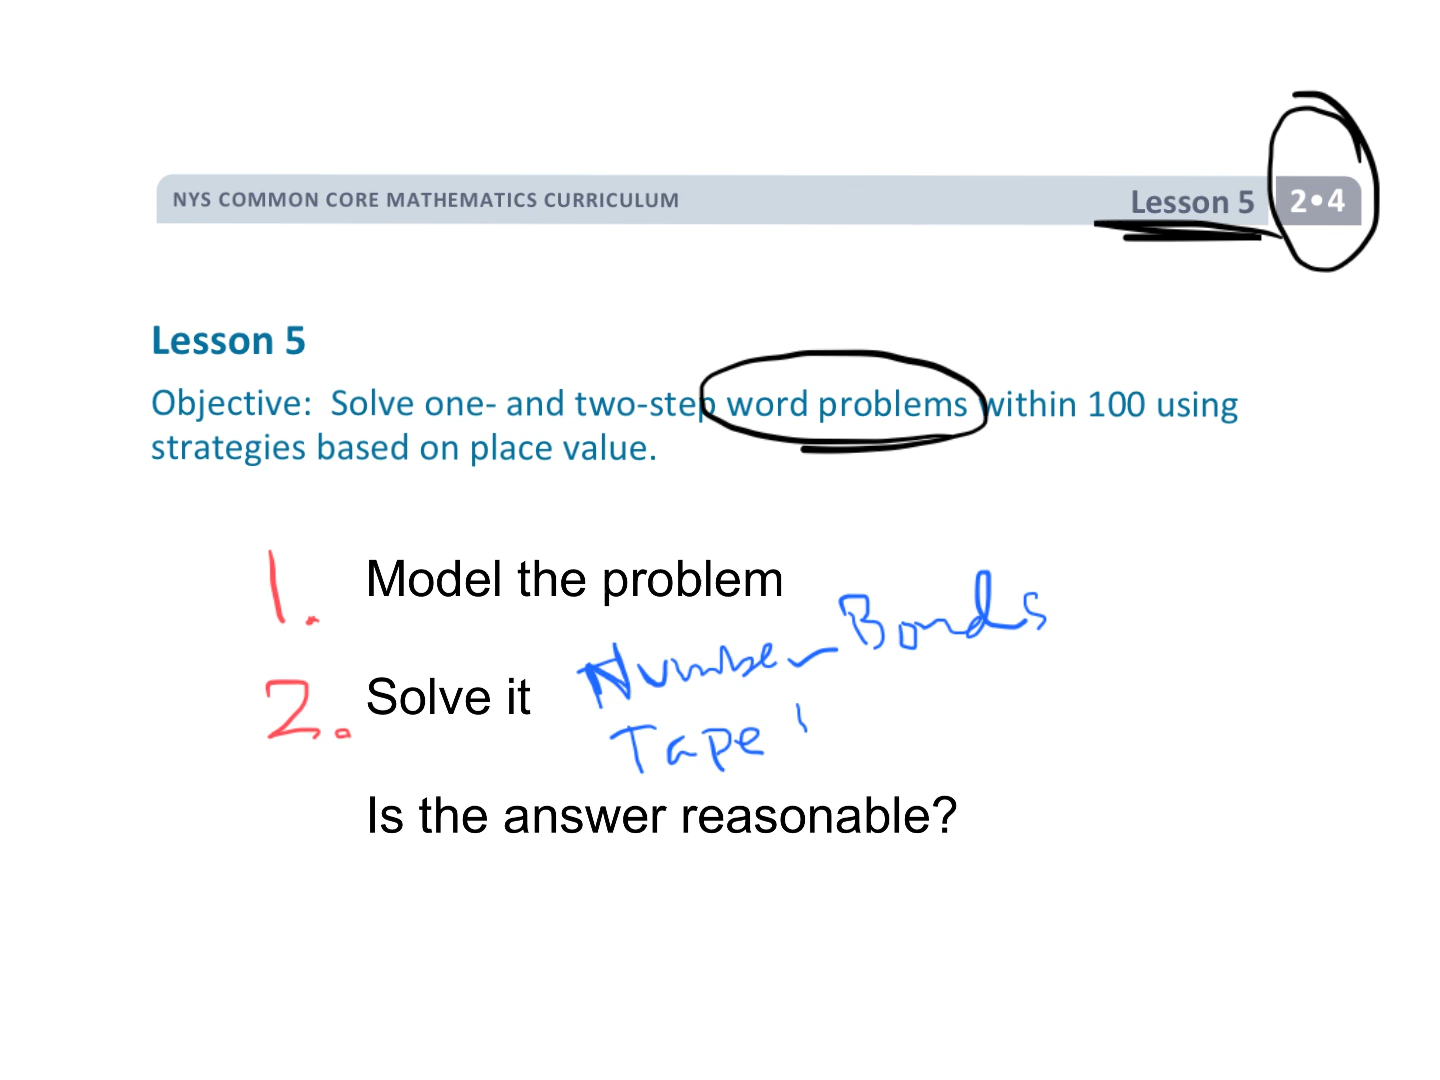 NYS COMMON CORE MATHEMATICS CURRICULUM Lesson 5 2•4
Lesson 5
Objective: Solve one- and two-step word problems within 100 using
strategies based on place value.
1. Model the problem
Number Bonds
2. Solve it
Tape
Is the answer reasonable?